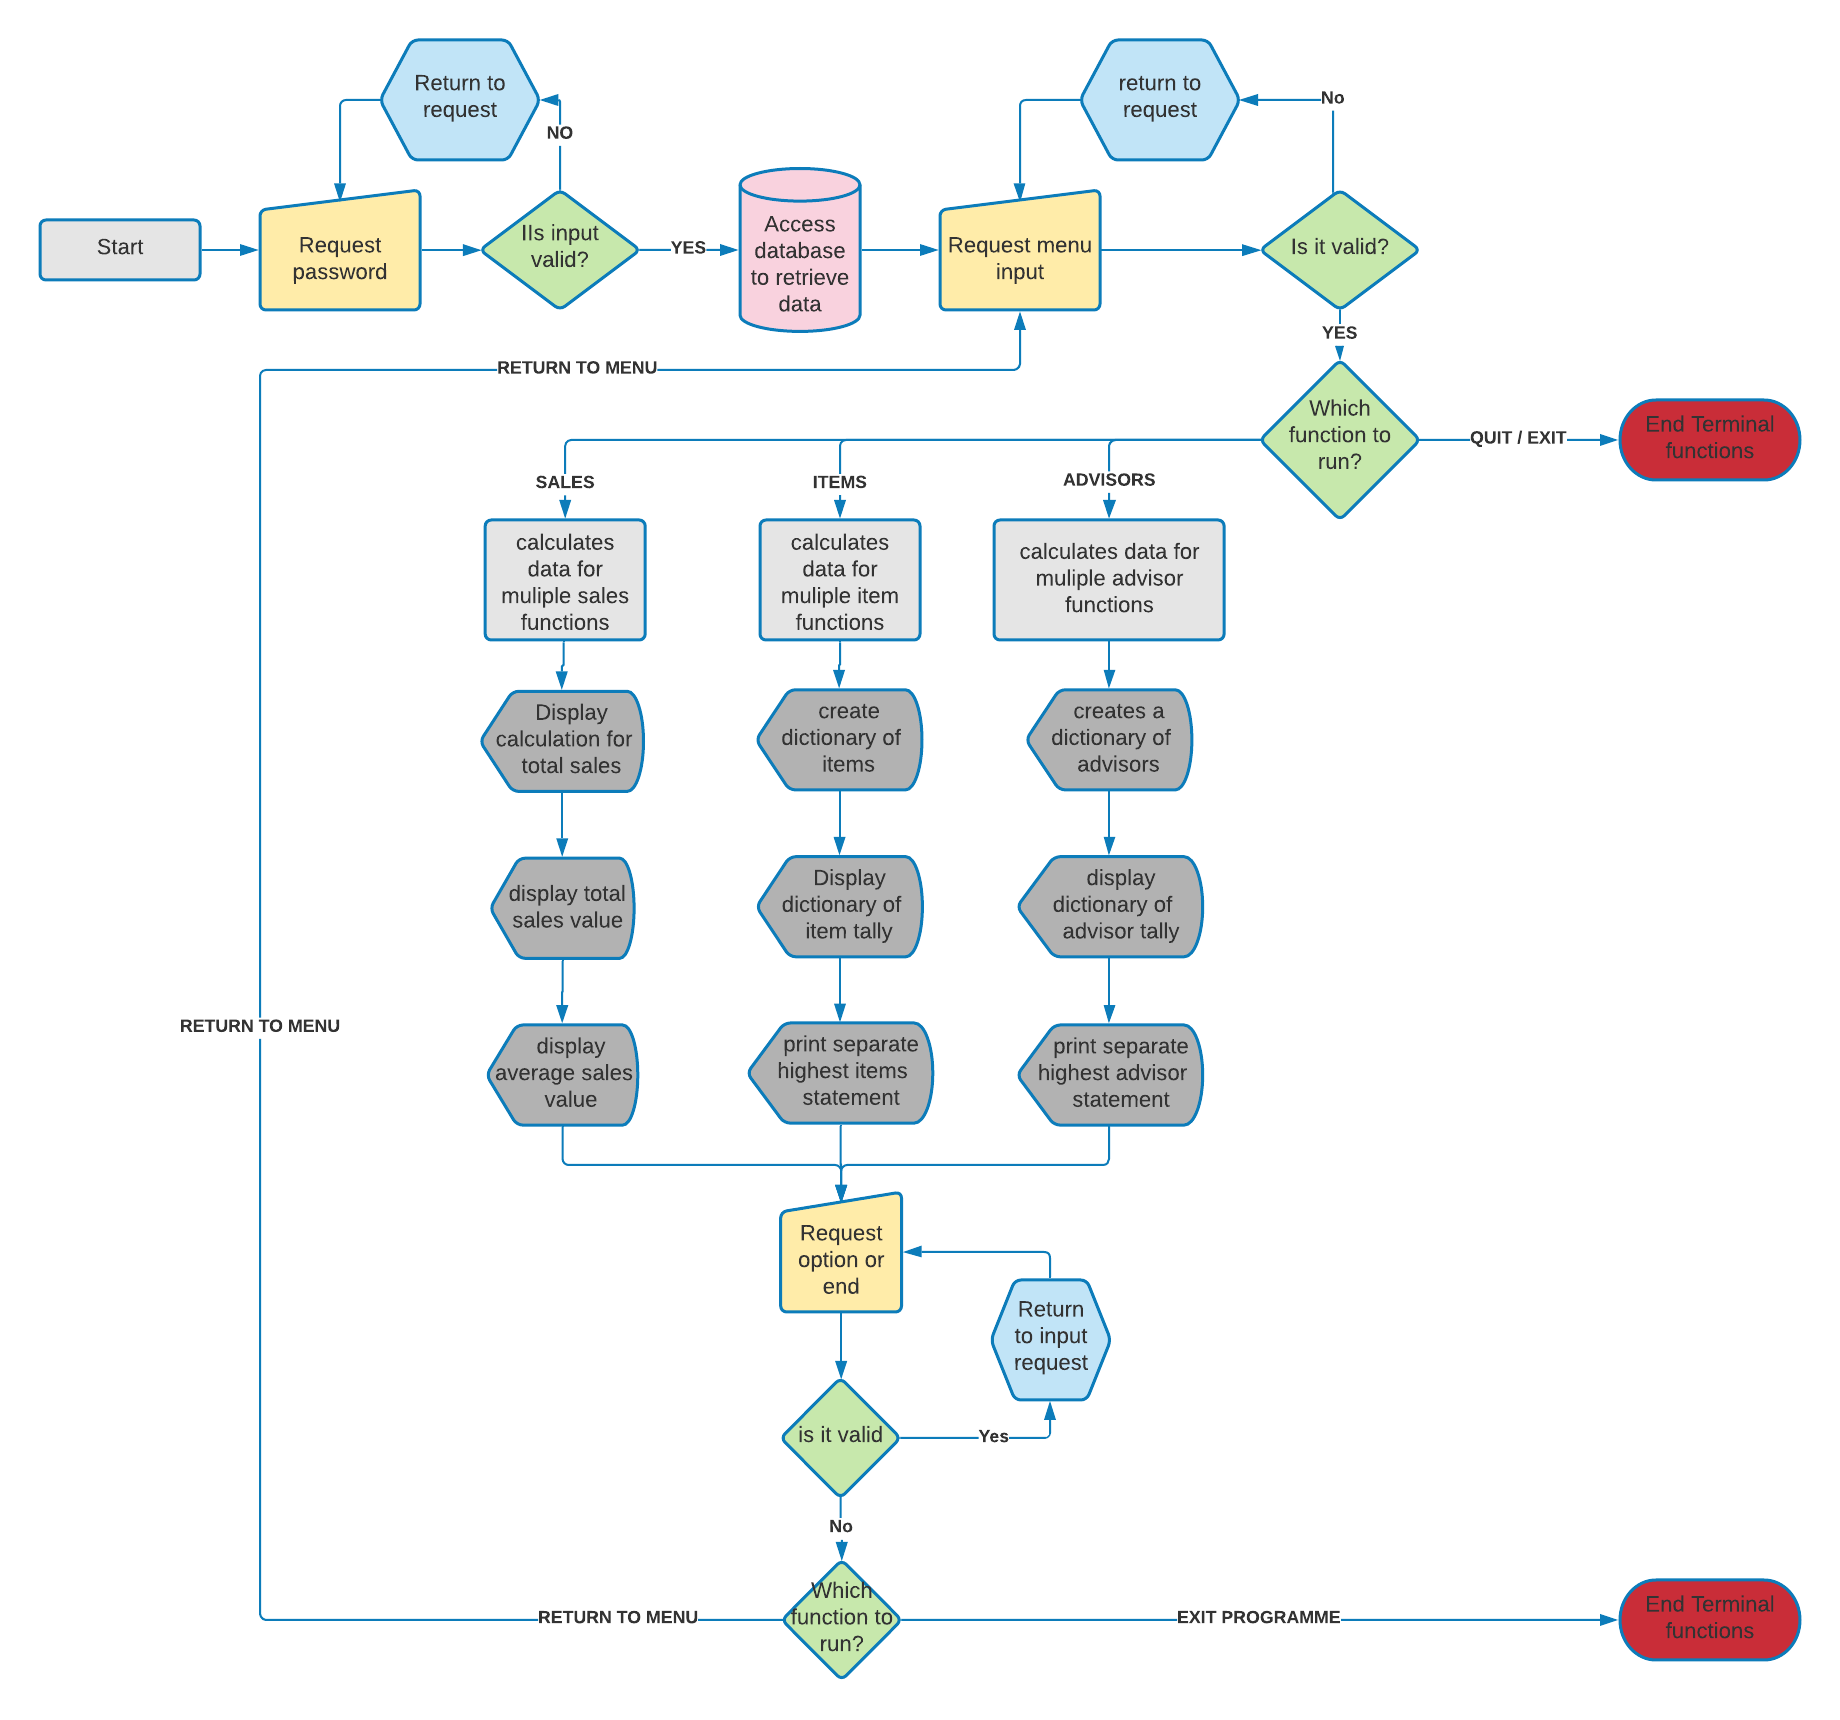 Return to
request
NO
return to
request
No
Start
Request
password
IIs input
valid?
YES
Access
database
to retrieve
data
Request menu
input
Is it valid?
YES
RETURN TO MENU
Which
function to
run?
QUIT / EXIT
End Terminal
functions
SALES
ITEMS
ADVISORS
calculates
data for
muliple sales
functions
calculates
data for
muliple item
functions
calculates data for
muliple advisor
functions
Display
calculation for
total sales
create
dictionary of
items
creates a
dictionary of
advisors
display total
sales value
Display
dictionary of
item tally
display
dictionary of
advisor tally
RETURN TO MENU
display
average sales
value
print separate
highest items
statement
print separate
highest advisor
statement
Request
option or
end
Return
to input
request
is it valid
Yes
No
RETURN TO MENU
Which
function to
run?
EXIT PROGRAMME
End Terminal
functions